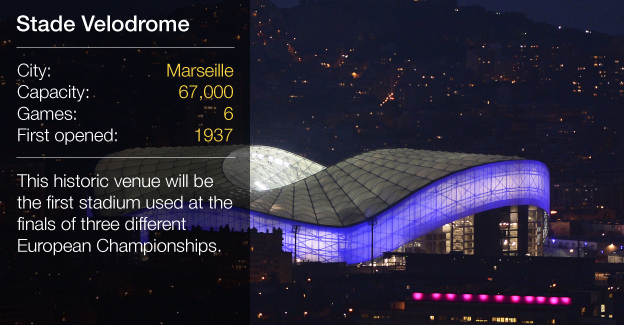 Stade Velodrome
City: Marseille
Capacity: 67,000
Games: 6
First opened: 1937
This historic venue will be
the first stadium used at the
finals of three different
European Championships.